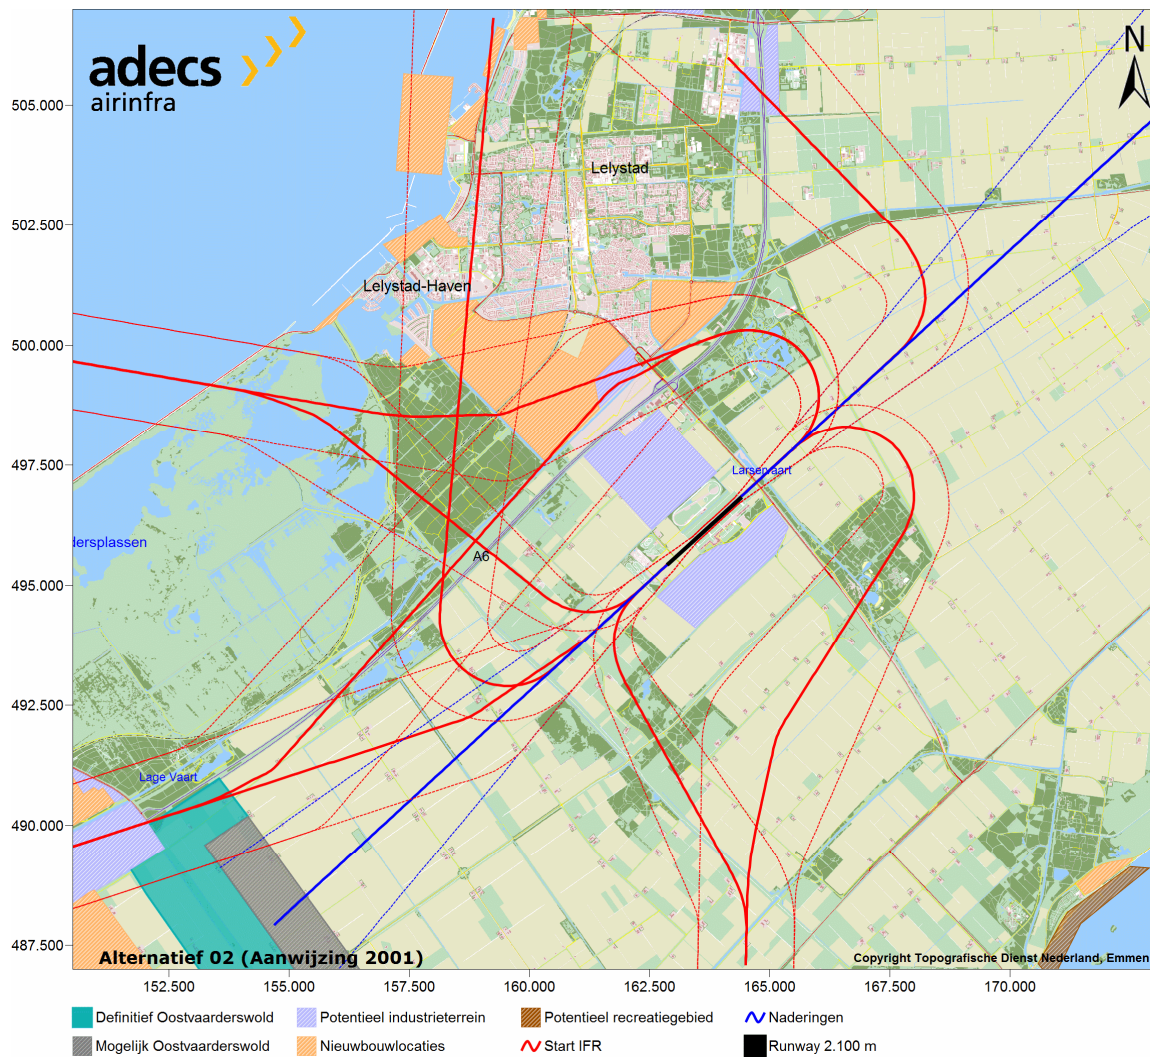 adecs
airinfra
N
505.000
502.500
500.000
497.500
495.000
492.500
490.000
487.500
Lelystad
Lelystad-Haven
Larservaart
dersplassen
A6
Lage Vaart
Alternatief 02 (Aanwijzing 2001)
Copyright Topografische Dienst Nederland, Emmen
152.500 155.000 157.500 160.000 162.500 165.000 167.500 170.000
Definitief Oostvaarderswold Potentieel industrieterrein Potentieel recreatiegebied Naderingen
Mogelijk Oostvaarderswold Nieuwbouwlocaties Start IFR Runway 2.100 m